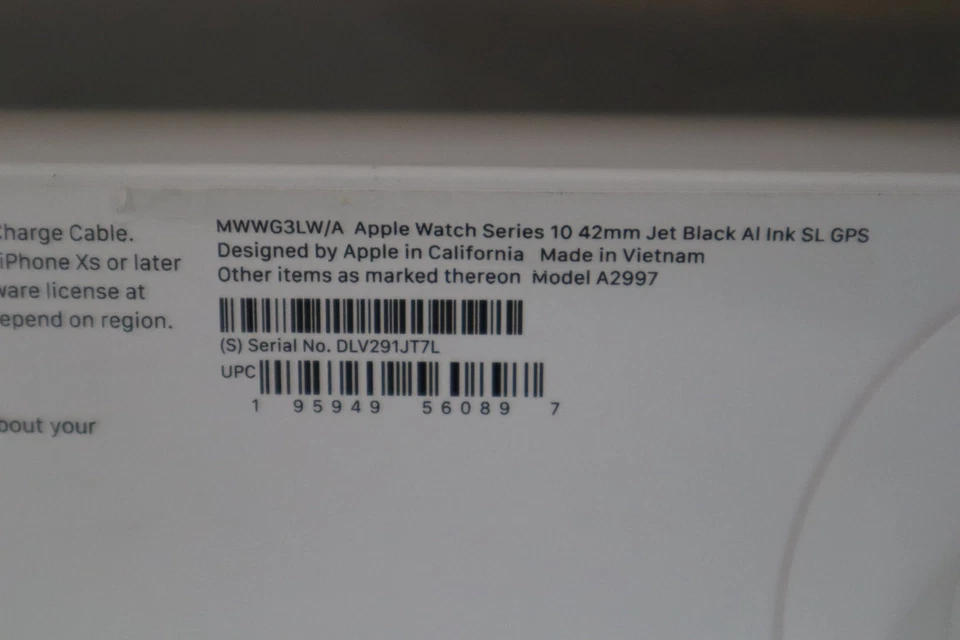 Charge Cable.
iPhone Xs or later
ware license at
epend on region.
bout your
MWWG3LW/A Apple Watch Series 10 42mm Jet Black Al Ink SL GPS
Designed by Apple in California Made in Vietnam
Other items as marked thereon Model A2997
(S) Serial No. DLV291JT7L
UPC
1 95949 56089 7